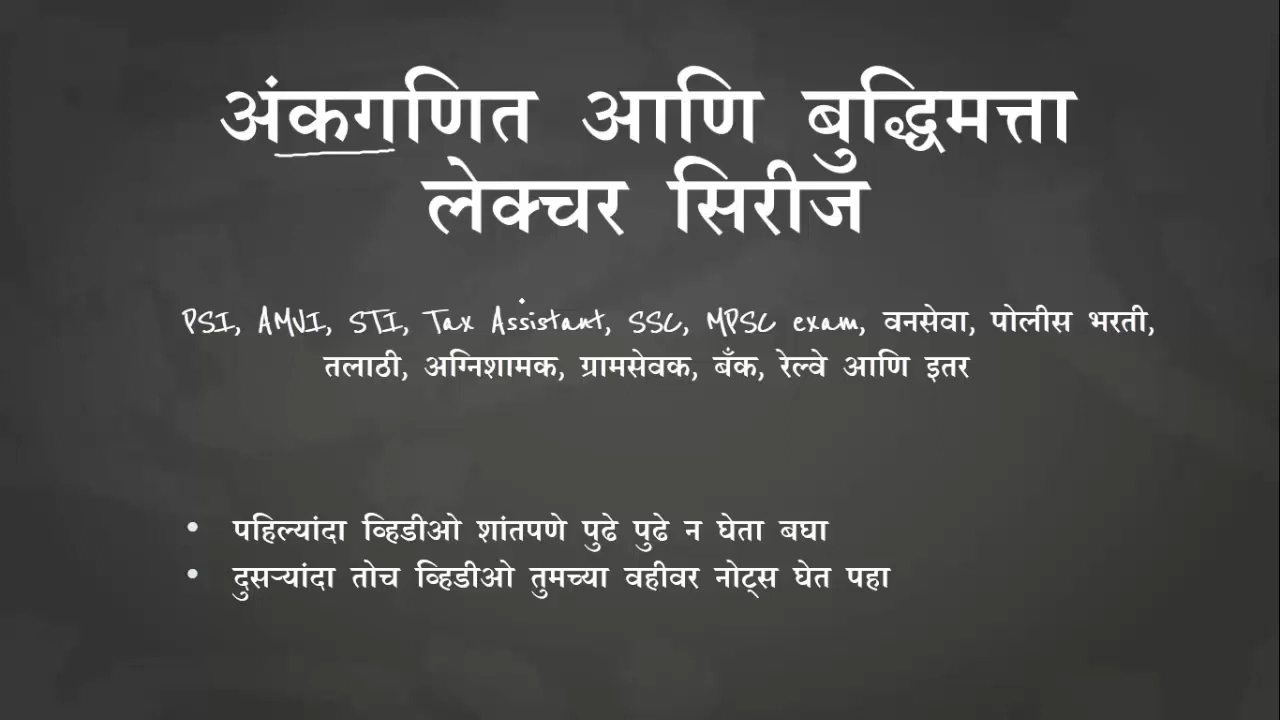 अंकगणित आणि बुद्धिमत्ता
लेक्चर सिरीज
PSI, AMVI, STI, Tax Assistant, SSC, MPSC exam, वनसेवा, पोलीस भरती,
तलाठी, अग्निशामक, ग्रामसेवक, बँक, रेल्वे आणि इतर
• पहिल्यांदा व्हिडीओ शांतपणे पुढे पुढे न घेता बघा
• दुसऱ्यांदा तोच व्हिडीओ तुमच्या वहीवर नोट्स घेत पहा